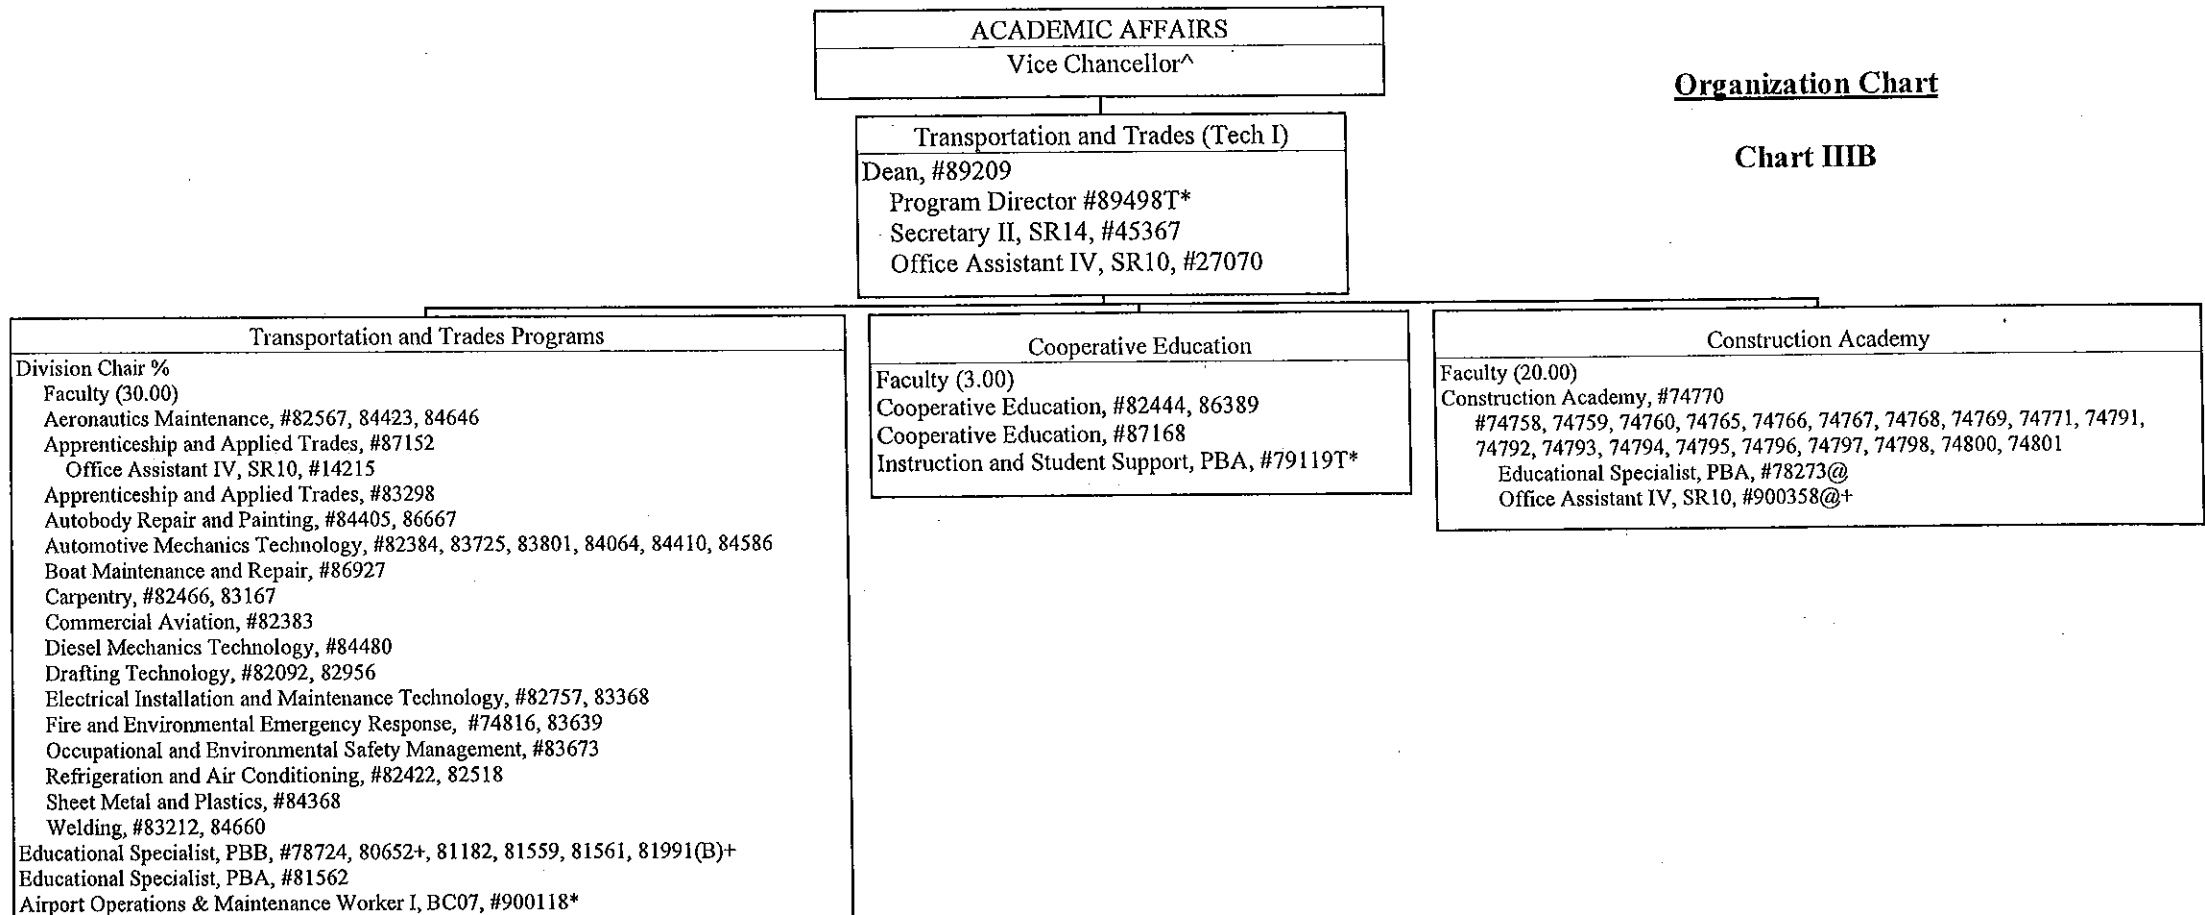 ACADEMIC AFFAIRS
Vice Chancellor^
Organization Chart
Chart IIIB
Transportation and Trades (Tech I)
Dean, #89209
Program Director #89498T*
Secretary II, SR14, #45367
Office Assistant IV, SR10, #27070
Transportation and Trades Programs
Division Chair %
Faculty (30.00)
Aeronautics Maintenance, #82567, 84423, 84646
Apprenticeship and Applied Trades, #87152
Office Assistant IV, SR10, #14215
Apprenticeship and Applied Trades, #83298
Autobody Repair and Painting, #84405, 86667
Automotive Mechanics Technology, #82384, 83725, 83801, 84064, 84410, 84586
Boat Maintenance and Repair, #86927
Carpentry, #82466, 83167
Commercial Aviation, #82383
Diesel Mechanics Technology, #84480
Drafting Technology, #82092, 82956
Electrical Installation and Maintenance Technology, #82757, 83368
Fire and Environmental Emergency Response, #74816, 83639
Occupational and Environmental Safety Management, #83673
Refrigeration and Air Conditioning, #82422, 82518
Sheet Metal and Plastics, #84368
Welding, #83212, 84660
Educational Specialist, PBB, #78724, 80652+, 81182, 81559, 81561, 81991(B)+
Educational Specialist, PBA, #81562
Airport Operations & Maintenance Worker I, BC07, #900118*
Cooperative Education
Faculty (3.00)
Cooperative Education, #82444, 86389
Cooperative Education, #87168
Instruction and Student Support, PBA, #79119T*
Construction Academy
Faculty (20.00)
Construction Academy, #74770
#74758, 74759, 74760, 74765, 74766, 74767, 74768, 74769, 74771, 74791,
74792, 74793, 74794, 74795, 74796, 74797, 74798, 74800, 74801
Educational Specialist, PBA, #78273@
Office Assistant IV, SR10, #900358@+